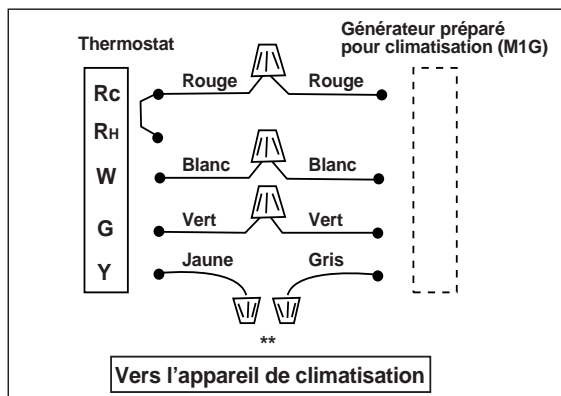 Thermostat
Générateur préparé
pour climatisation (M1G)
Rc Rouge Rouge
RH
W Blanc Blanc
G Vert Vert
Y Jaune Gris
**
Vers l'appareil de climatisation